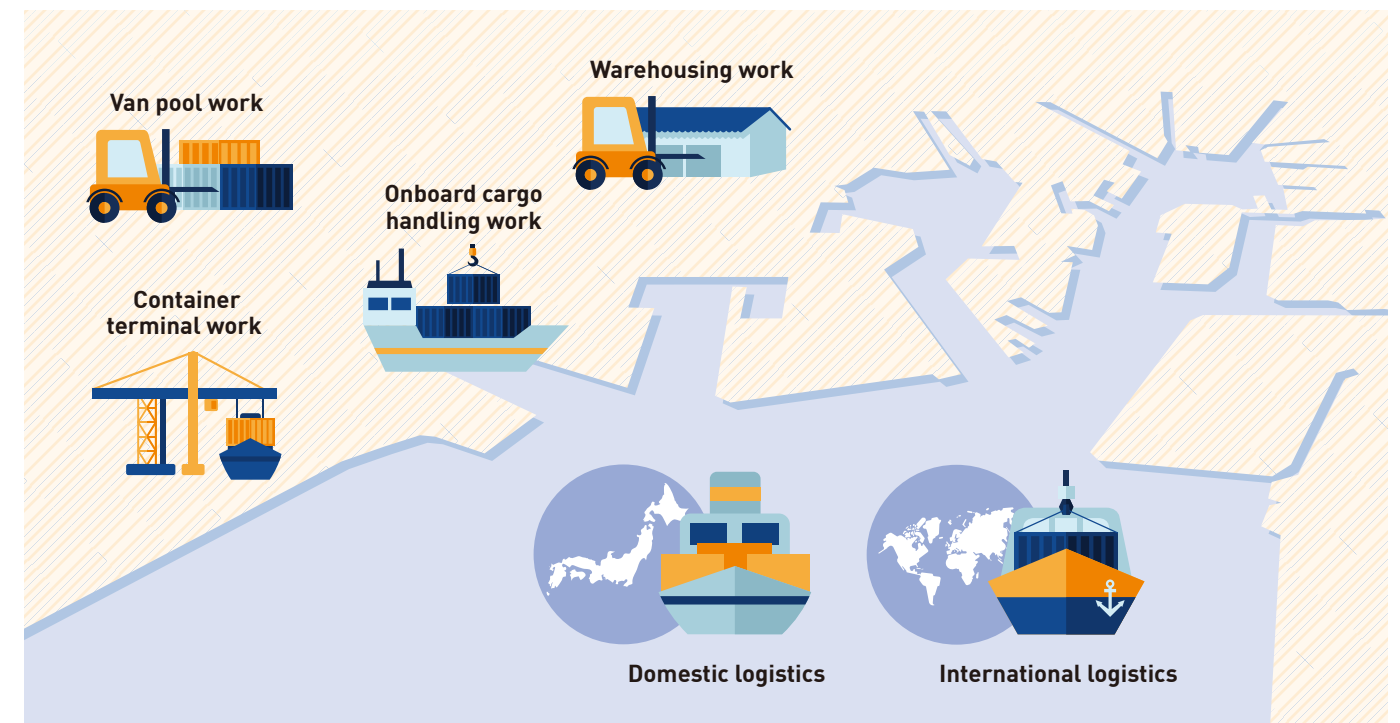 Warehousing work
Van pool work
Onboard cargo
handling work
Container
terminal work
Domestic logistics
International logistics